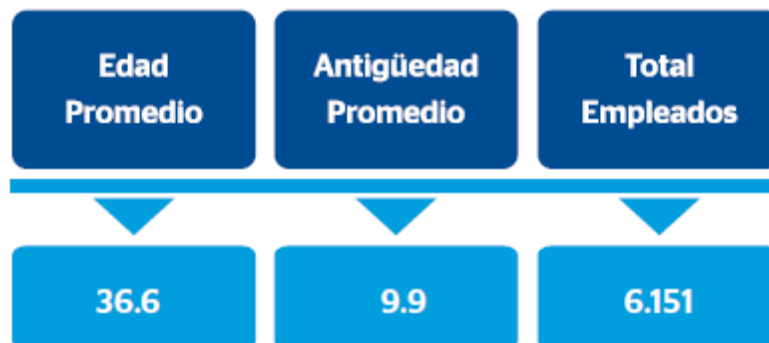 Edad
Promedio
Antigüedad
Promedio
Total
Empleados
36.6
9.9
6.151